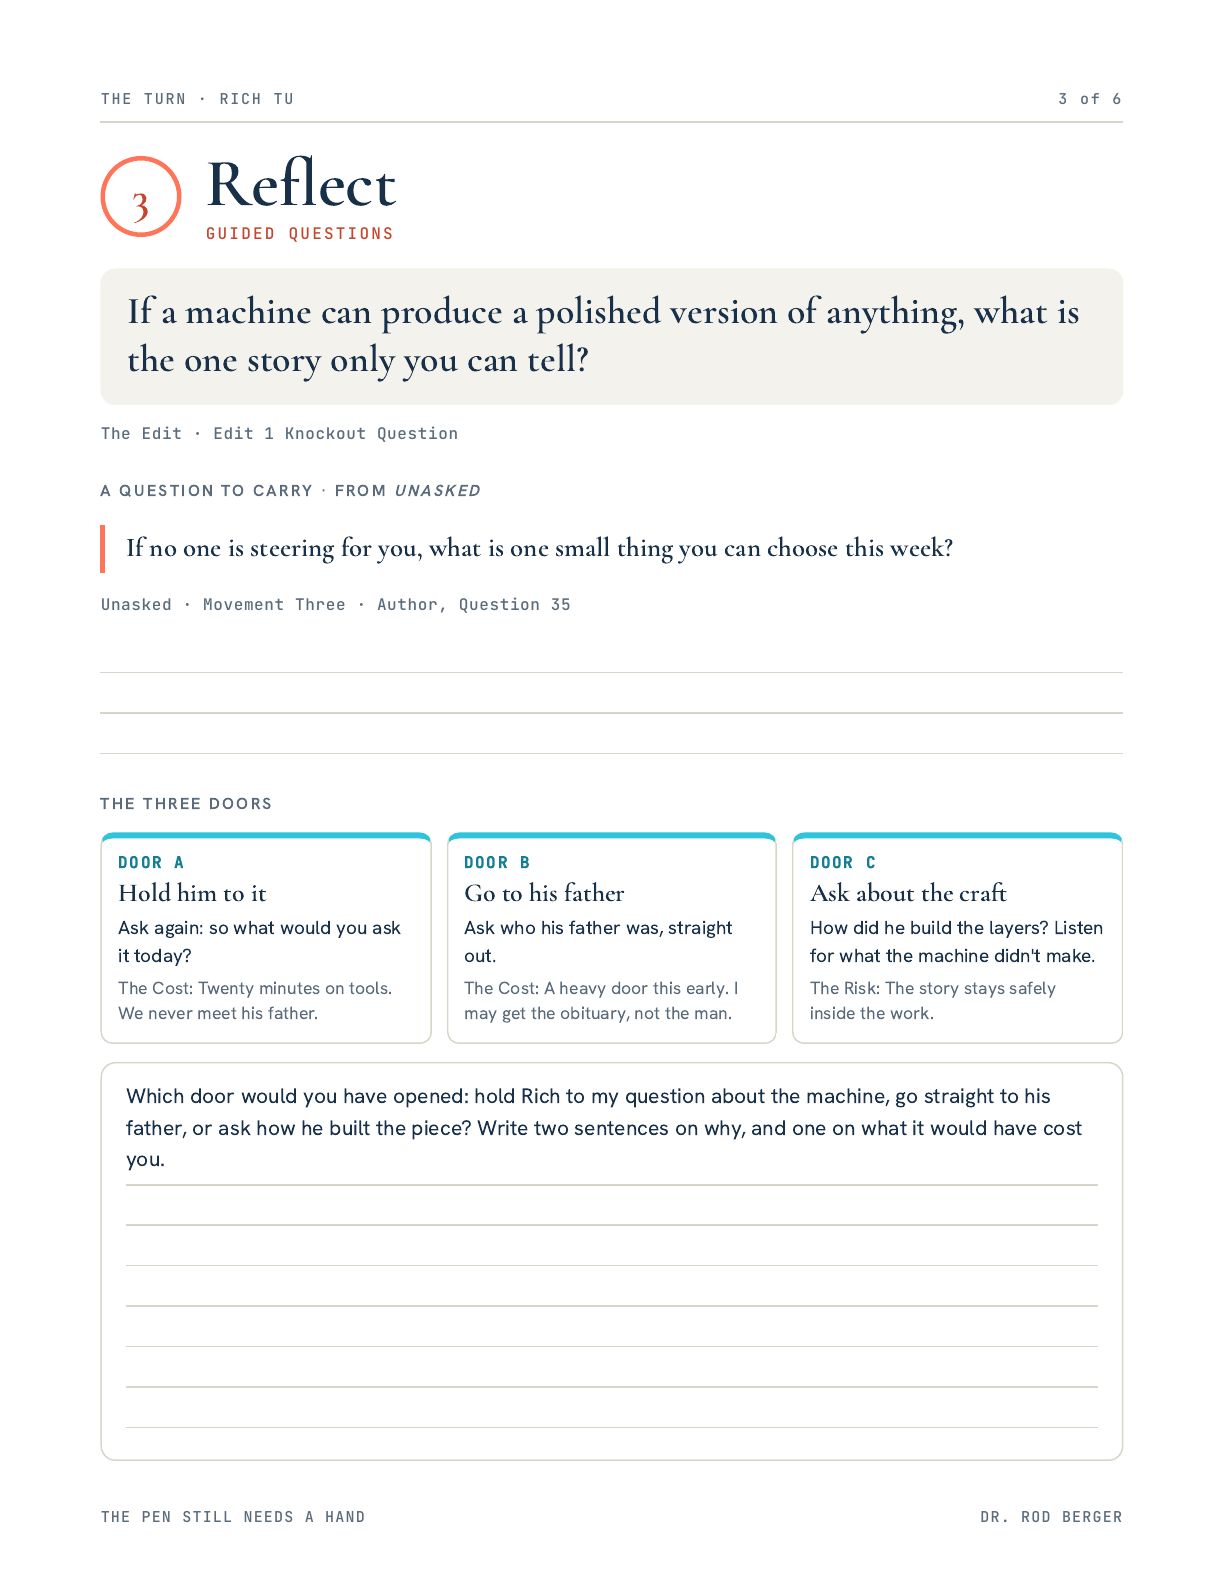 THE TURN · RICH TU
3 of 6
3
Reflect
GUIDED QUESTIONS
If a machine can produce a polished version of anything, what is
the one story only you can tell?
The Edit · Edit 1 Knockout Question
A QUESTION TO CARRY · FROM UNASKED
If no one is steering for you, what is one small thing you can choose this week?
Unasked · Movement Three · Author, Question 35
THE THREE DOORS
DOOR A
Hold him to it
Ask again: so what would you ask
it today?
The Cost: Twenty minutes on tools.
We never meet his father.
DOOR B
Go to his father
Ask who his father was, straight
out.
The Cost: A heavy door this early. I
may get the obituary, not the man.
DOOR C
Ask about the craft
How did he build the layers? Listen
for what the machine didn't make.
The Risk: The story stays safely
inside the work.
Which door would you have opened: hold Rich to my question about the machine, go straight to his
father, or ask how he built the piece? Write two sentences on why, and one on what it would have cost
you.
THE PEN STILL NEEDS A HAND
DR. ROD BERGER